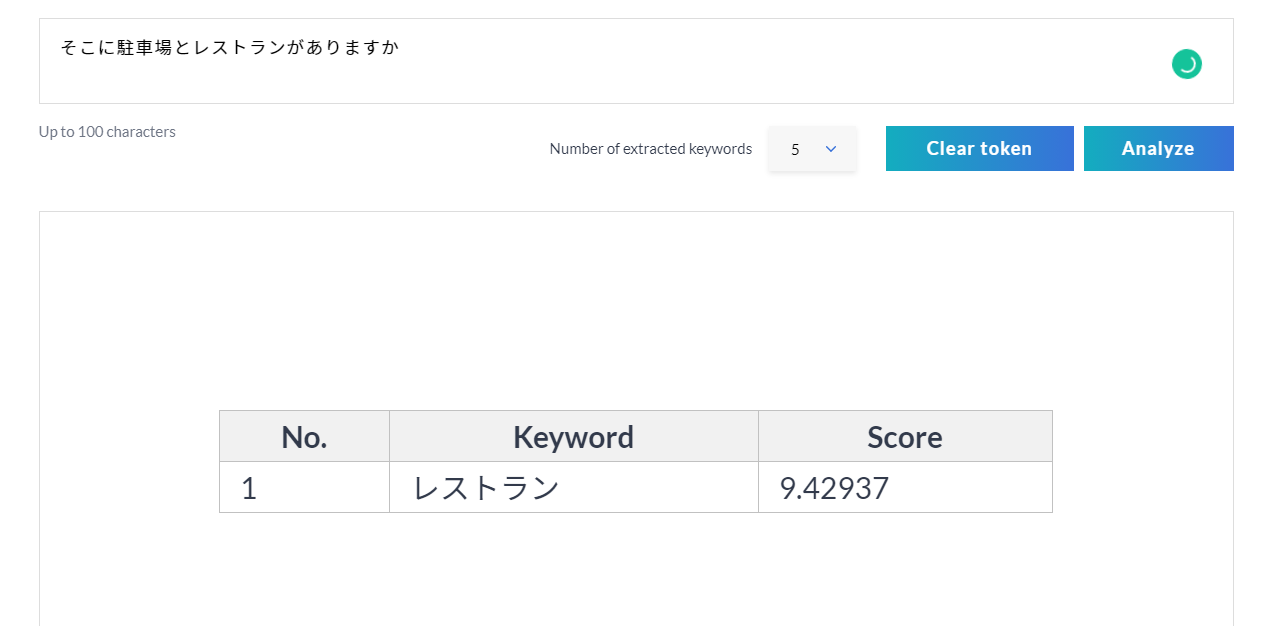 そこに駐車場とレストランがありますか
Up to 100 characters
Number of extracted keywords 5 Clear token Analyze
No. Keyword Score
1 レストラン 9.42937